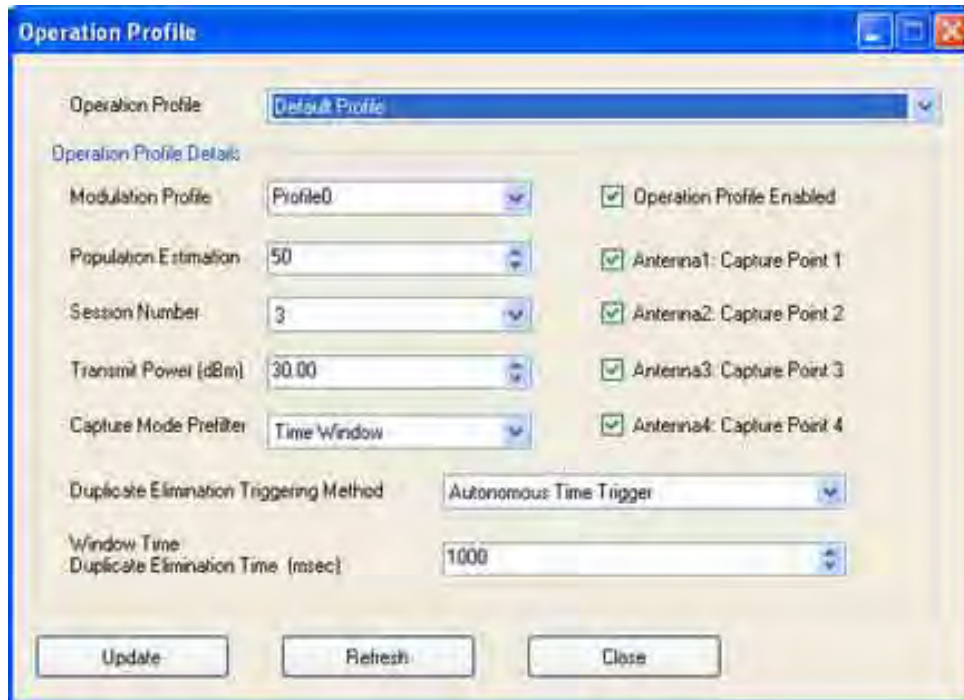 Operation Profile
Operation Profile Default Profile
Operation Profile Details
Modulation Profile Profile0 Operation Profile Enabled
Population Estimation 50 Antenna1: Capture Point 1
Session Number 3 Antenna2: Capture Point 2
Transmit Power (dBm) 30.00 Antenna3: Capture Point 3
Capture Mode Prefilter Time Window Antenna4: Capture Point 4
Duplicate Elimination Triggering Method Autonomous Time Trigger
Window Time
Duplicate Elimination Time (msec) 1000
Update Refresh Close